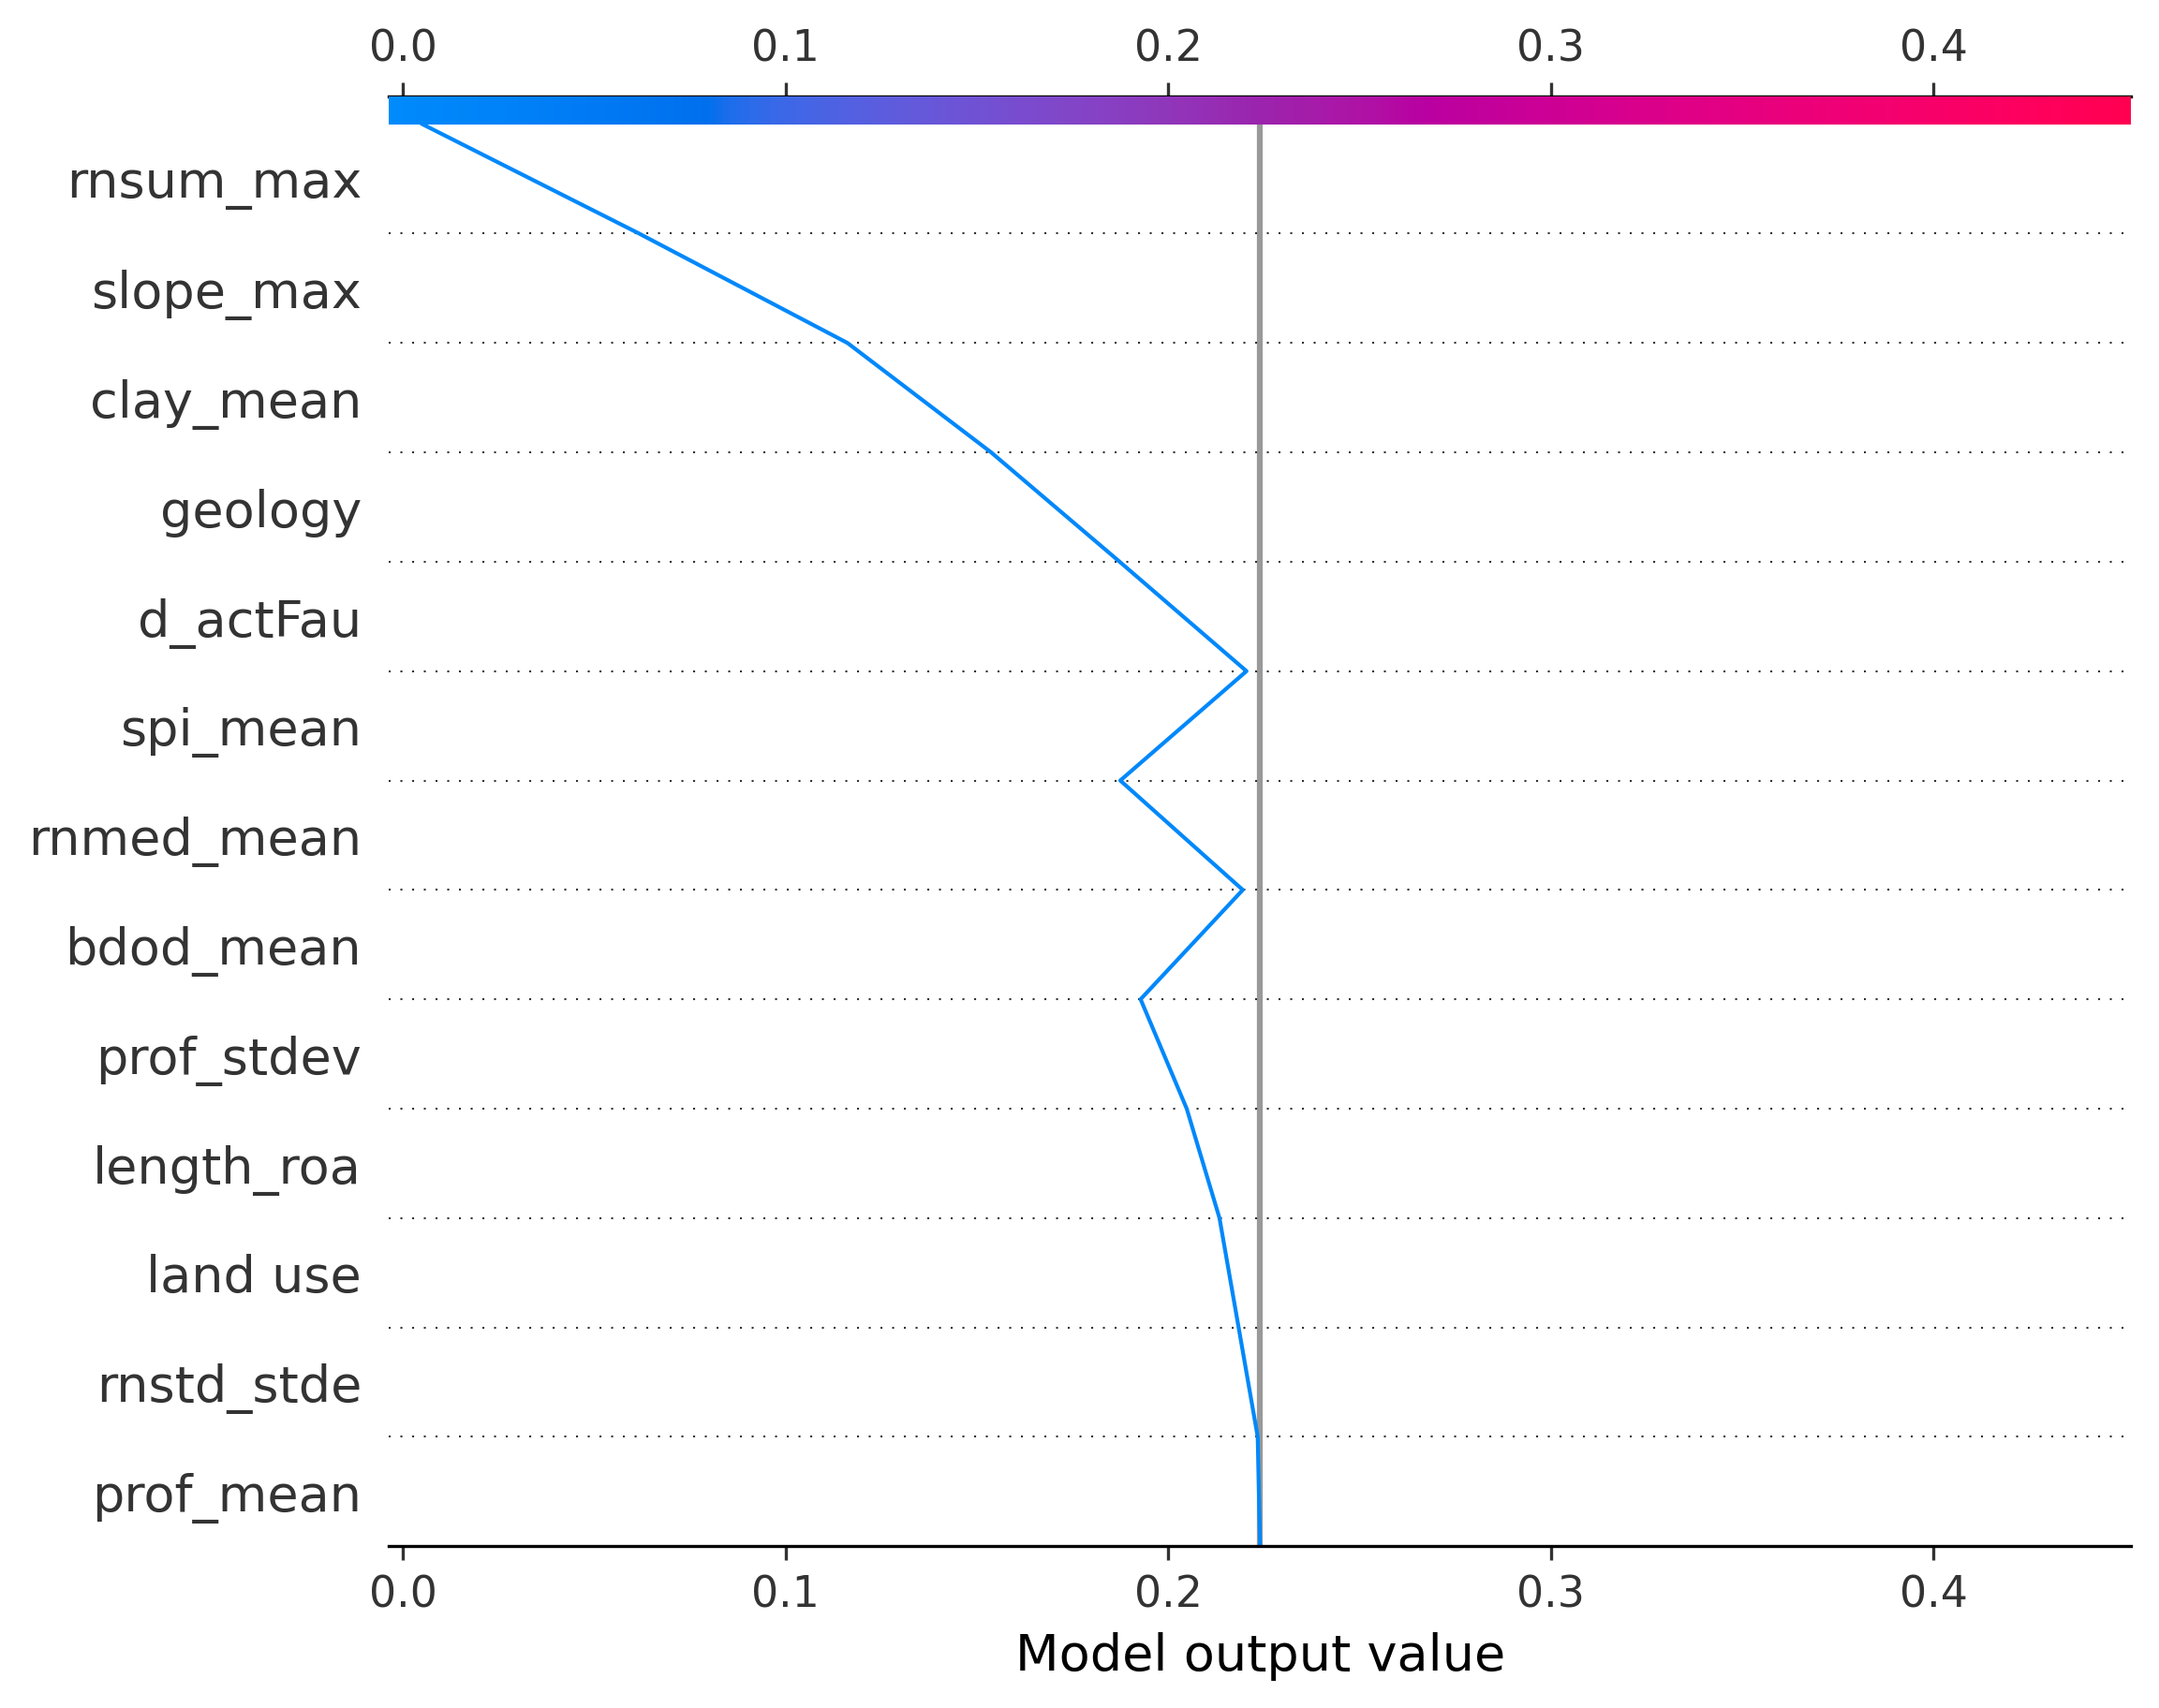 0.0 0.1 0.2 0.3 0.4
rnsum_max
slope_max
clay_mean
geology
d_actFau
spi_mean
rnmed_mean
bdod_mean
prof_stdev
length_roa
land use
rnstd_stde
prof_mean
0.0 0.1 0.2 0.3 0.4
Model output value